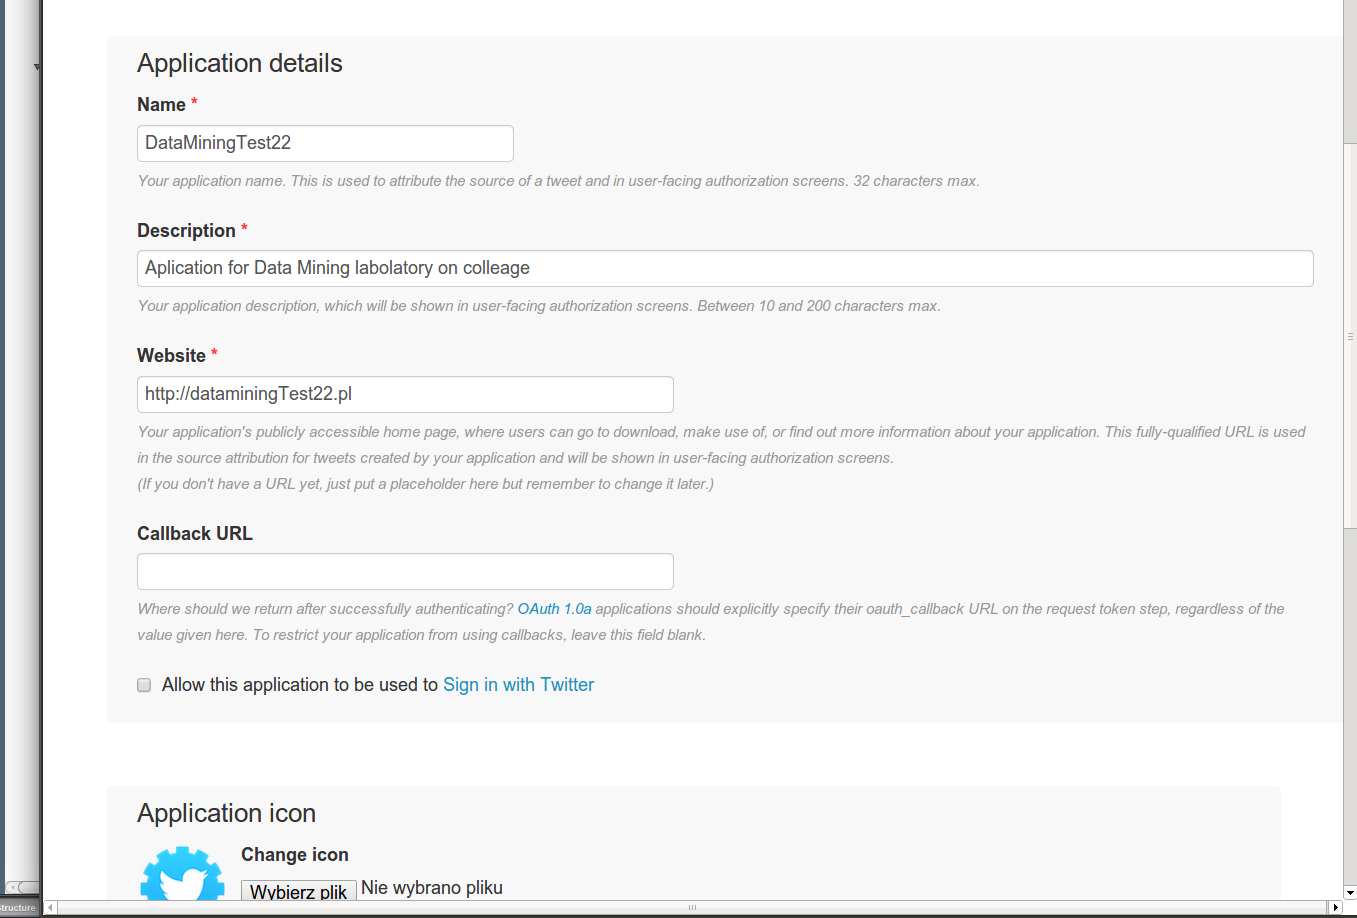 Application details
Name *
DataMiningTest22
Your application name. This is used to attribute the source of a tweet and in user-facing authorization screens. 32 characters max.
Description *
Aplication for Data Mining labolatory on colleage
Your application description, which will be shown in user-facing authorization screens. Between 10 and 200 characters max.
Website *
http://dataminingTest22.pl
Your application's publicly accessible home page, where users can go to download, make use of, or find out more information about your application. This fully-qualified URL is used
in the source attribution for tweets created by your application and will be shown in user-facing authorization screens.
(If you don't have a URL yet, just put a placeholder here but remember to change it later.)
Callback URL
Where should we return after successfully authenticating? OAuth 1.0a applications should explicitly specify their oauth_callback URL on the request token step, regardless of the
value given here. To restrict your application from using callbacks, leave this field blank.
Allow this application to be used to Sign in with Twitter
Application icon
Change icon
Wybierz plik Nie wybrano pliku
tructure